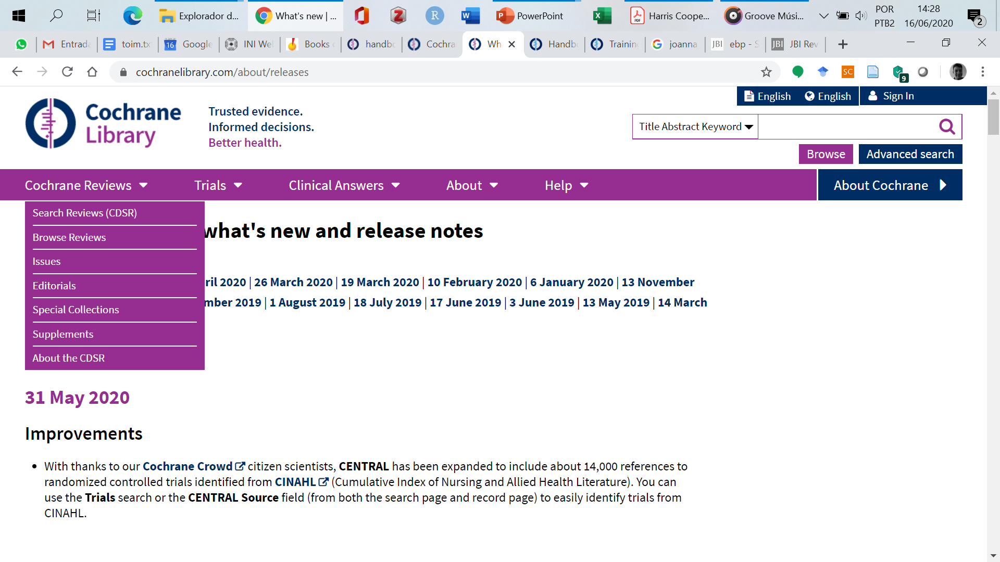 Explorador d...
What's new | ...
PowerPoint
Harris Coope...
Groove Músi...
POR
PTB2
14:28
16/06/2020
2
Entrada
toim.tx
Google
INI We
Books
handbo
Cochra
Wh
Handb
Training
joanna
ebp - S
JBI Rev
cochranelibrary.com/about/releases
SC
9
English
English
Sign In
Cochrane
Library
Trusted evidence.
Informed decisions.
Better health.
Title Abstract Keyword
Browse
Advanced search
Cochrane Reviews
Trials
Clinical Answers
About
Help
About Cochrane
Search Reviews (CDSR)
Browse Reviews
Issues
Editorials
Special Collections
Supplements
About the CDSR
what's new and release notes
ril 2020 | 26 March 2020 | 19 March 2020 | 10 February 2020 | 6 January 2020 | 13 November
mber 2019 | 1 August 2019 | 18 July 2019 | 17 June 2019 | 3 June 2019 | 13 May 2019 | 14 March
31 May 2020
Improvements
With thanks to our Cochrane Crowd citizen scientists, CENTRAL has been expanded to include about 14,000 references to
randomized controlled trials identified from CINAHL (Cumulative Index of Nursing and Allied Health Literature). You can
use the Trials search or the CENTRAL Source field (from both the search page and record page) to easily identify trials from
CINAHL.